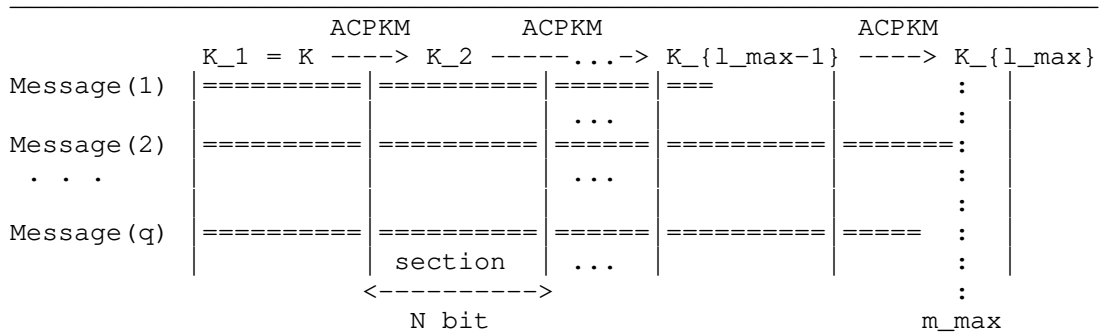 ACPKM       ACPKM             ACPKM
          K_1 = K ----> K_2 -----...-> K_{l_max-1} ----> K_{l_max}
Message(1) |==========|==========|======|===       |       :  |
           |          |          | ...  |          |       :  |
Message(2) |==========|==========|======|==========|=======:  |
 . . .     |          |          | ...  |          |       :  |
           |          |          |      |          |       :  |
Message(q) |==========|==========|======|==========|=====  :  |
           |          | section  | ...  |          |       :  |
                      <---------->                         :
                         N bit                           m_max